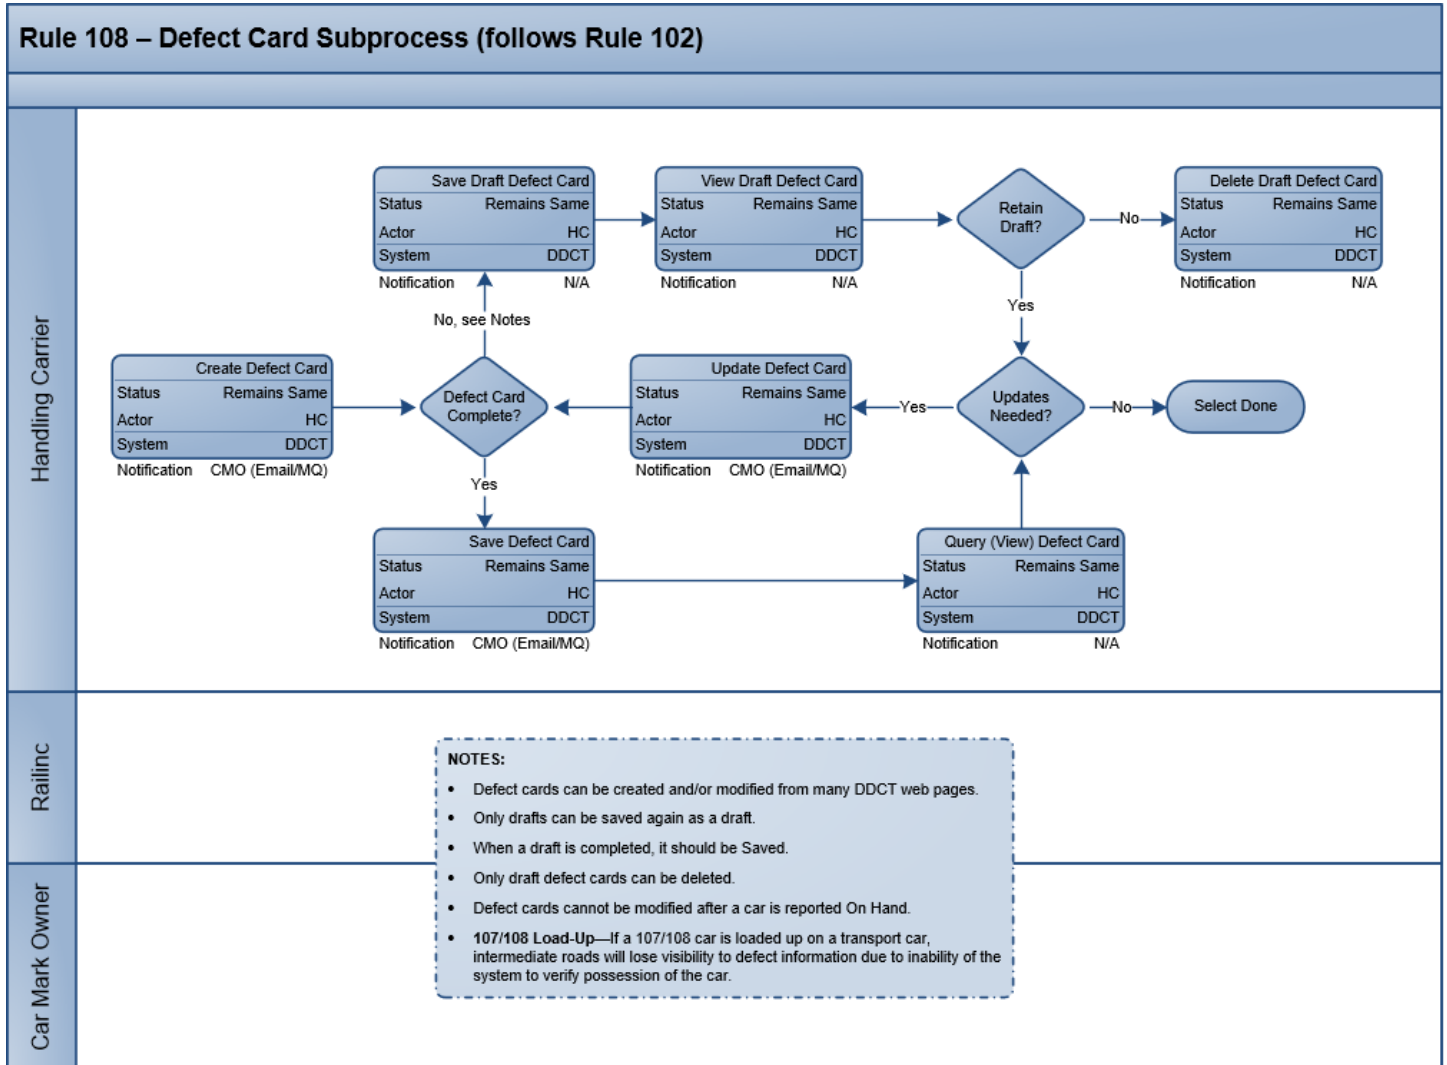 Rule 108 – Defect Card Subprocess (follows Rule 102)
Handling Carrier
Save Draft Defect Card
Status Remains Same
Actor HC
System DDCT
Notification N/A
View Draft Defect Card
Status Remains Same
Actor HC
System DDCT
Notification N/A
Retain
Draft?
No
Delete Draft Defect Card
Status Remains Same
Actor HC
System DDCT
Notification N/A
No, see Notes
Yes
Create Defect Card
Status Remains Same
Actor HC
System DDCT
Notification CMO (Email/MQ)
Defect Card
Complete?
Update Defect Card
Status Remains Same
Actor HC
System DDCT
Notification CMO (Email/MQ)
Yes
Updates
Needed?
No
Select Done
Yes
Save Defect Card
Status Remains Same
Actor HC
System DDCT
Notification CMO (Email/MQ)
Query (View) Defect Card
Status Remains Same
Actor HC
System DDCT
Notification N/A
Railinc
Car Mark Owner
NOTES:
• Defect cards can be created and/or modified from many DDCT web pages.
• Only drafts can be saved again as a draft.
• When a draft is completed, it should be Saved.
• Only draft defect cards can be deleted.
• Defect cards cannot be modified after a car is reported On Hand.
• 107/108 Load-Up—If a 107/108 car is loaded up on a transport car,
intermediate roads will lose visibility to defect information due to inability of the
system to verify possession of the car.